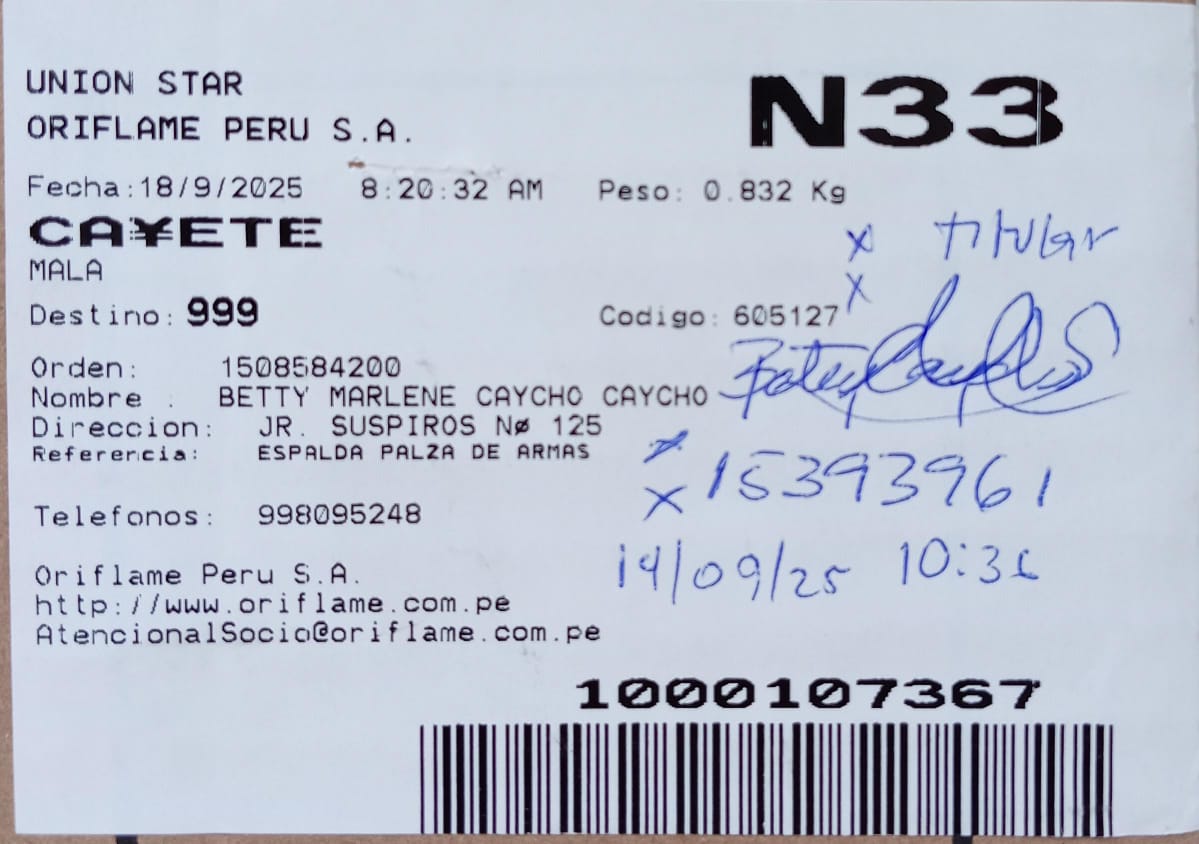 UNION STAR
ORIFLAME PERU S.A.
N33
Fecha:18/9/2025 8:20:32 AM Peso: 0.832 Kg
CA¥ETE
x titular
MALA
x
Destino: 999 Codigo: 605127
Orden: 1508584200
Nombre : BETTY MARLENE CAYCHO CAYCHO
Direccion: JR. SUSPIROS Nø 125
Referencia: ESPALDA PALZA DE ARMAS
x
x 15393961
Telefonos: 998095248
19/09/25 10:36
Oriflame Peru S.A.
http://www.oriflame.com.pe
AtencionalSocio@oriflame.com.pe
1000107367